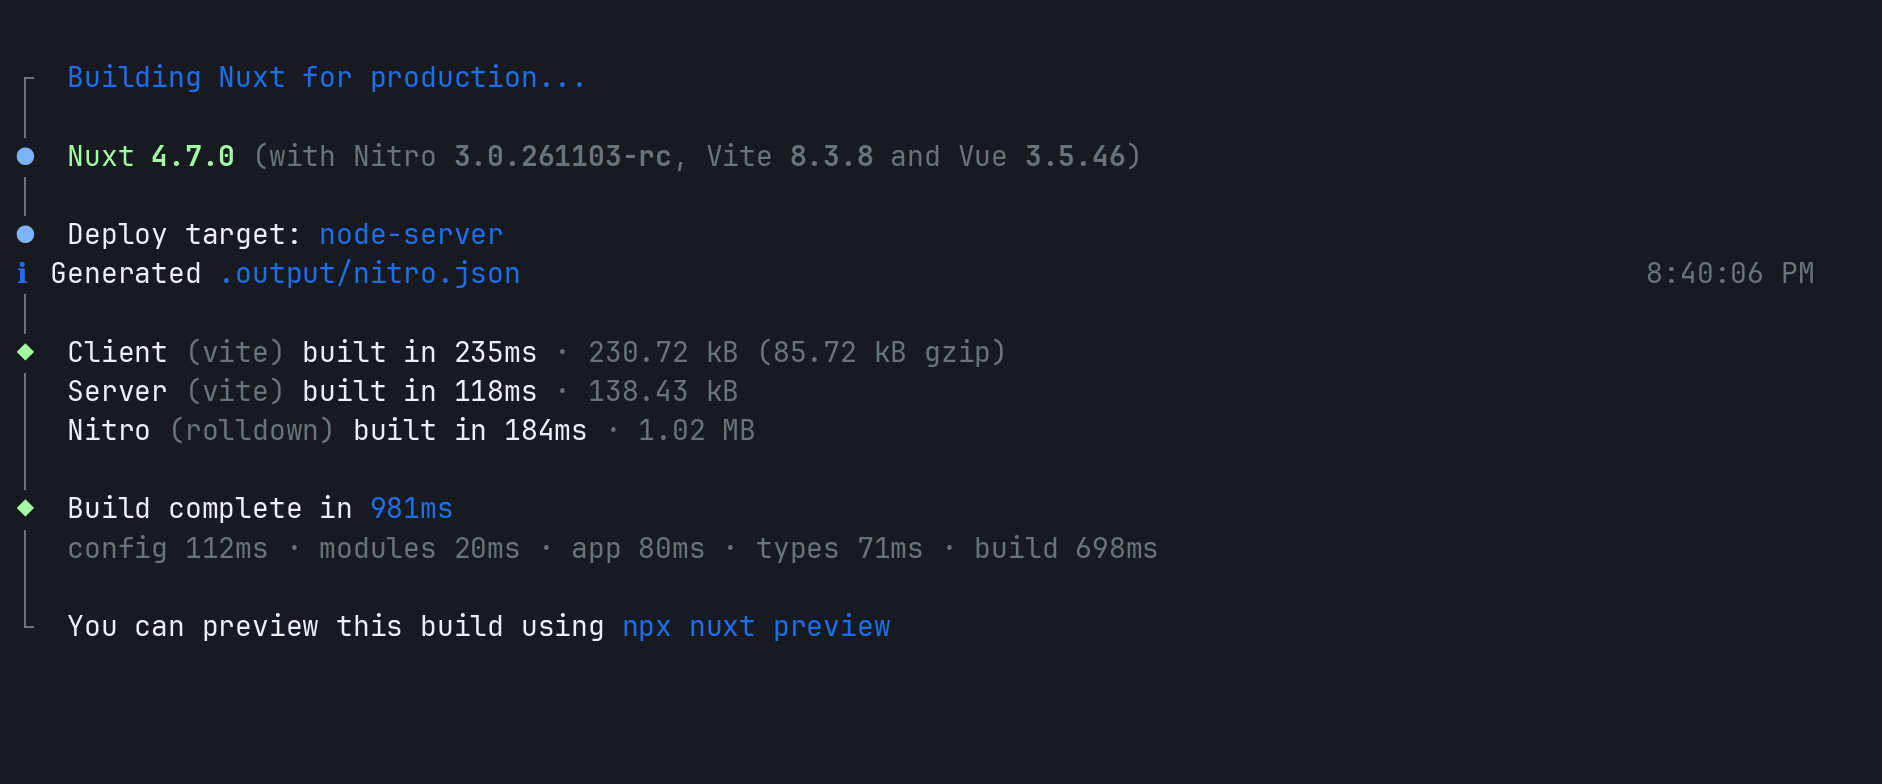 Building Nuxt for production...
Nuxt 4.7.0 (with Nitro 3.0.261103-rc, Vite 8.3.8 and Vue 3.5.46)
Deploy target: node-server
ℹ Generated .output/nitro.json 8:40:06 PM
Client (vite) built in 235ms · 230.72 kB (85.72 kB gzip)
Server (vite) built in 118ms · 138.43 kB
Nitro (rolldown) built in 184ms · 1.02 MB
Build complete in 981ms
config 112ms · modules 20ms · app 80ms · types 71ms · build 698ms
You can preview this build using npx nuxt preview